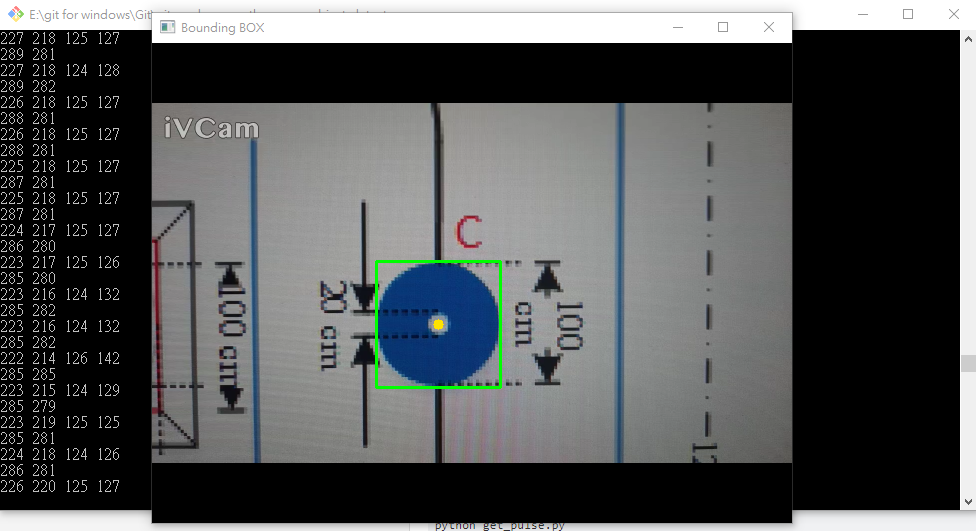 E:\git for windows\Git\
Bounding BOX
227 218 125 127
289 281
227 218 124 128
289 282
226 218 125 127
288 281
226 218 125 127
288 281
225 218 125 127
287 281
225 218 125 127
287 281
224 217 125 127
286 280
223 217 125 126
285 280
223 216 124 132
285 282
223 216 124 132
285 282
222 214 126 142
285 285
223 215 124 129
285 279
223 219 125 125
285 281
224 218 124 126
286 281
226 220 125 127
iVCam
C
100 cm
20 cm
100
cm
12
python get_pulse.py